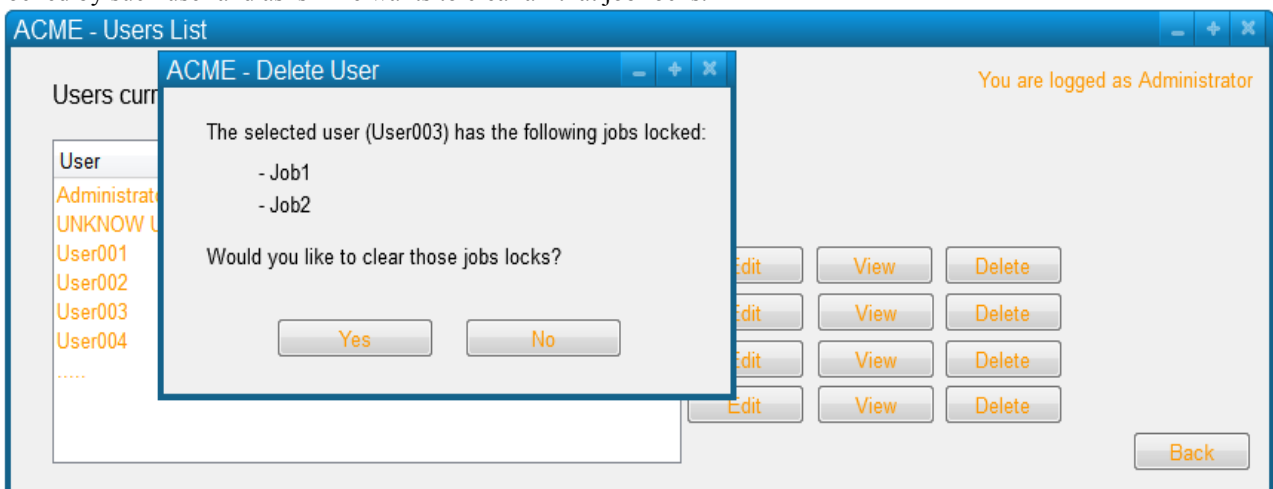 ACME - Users List
ACME - Delete User
You are logged as Administrator
Users curr
The selected user (User003) has the following jobs locked:
User
- Job1
Administrato
- Job2
UNKNOW U
User001
Would you like to clear those jobs locks?
Edit View Delete
User002
User003
Edit View Delete
User004
Yes No
Edit View Delete
.....
Edit View Delete
Back